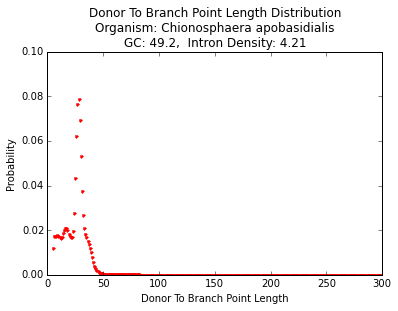 Donor To Branch Point Length Distribution
Organism: Chionosphaera apobasidialis
GC: 49.2,  Intron Density: 4.21
0.10
0.08
0.06
0.04
0.02
0.00
Probability
0 50 100 150 200 250 300
Donor To Branch Point Length